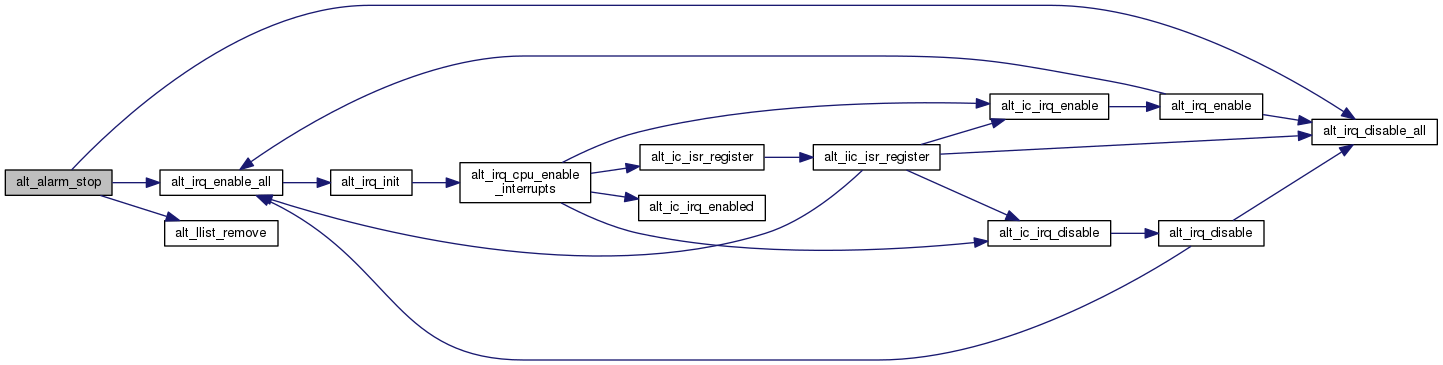 alt_alarm_stop
alt_irq_enable_all
alt_llist_remove
alt_irq_init
alt_irq_cpu_enable
_interrupts
alt_ic_isr_register
alt_ic_irq_enabled
alt_iic_isr_register
alt_ic_irq_enable
alt_ic_irq_disable
alt_irq_enable
alt_irq_disable
alt_irq_disable_all